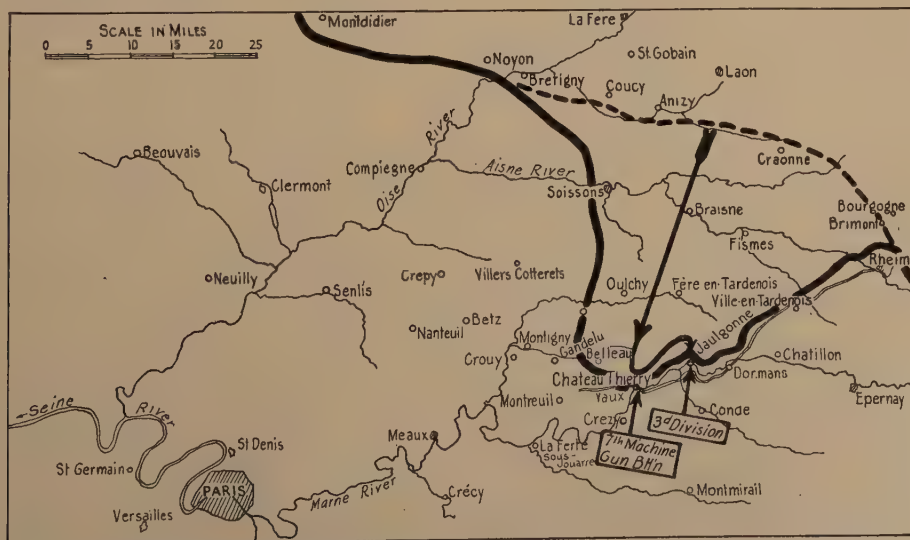 SCALE IN MILES
0 5 10 15 20 25
Montdidier
La Fere
St. Gobain
Noyon
Laon
Bretigny
Coucy
Anizy
Beauvais
River
Oise
Craonne
Compiegne
Aisne River
Clermont
Soissons
Bourgogne
Braisne
Brimont
Fismes
Rheim
Neuilly
Crepy
Villers Cotterets
Senlis
Oulchy
Fère-en-Tardenois
Ville-en-Tardenois
Betz
Nanteuil
Jaulgonne
Montigny
Gandelu
Belleau
Crouy
Chatillon
Chateau Thierry
Dormans
Vaux
Epernay
Montreuil
Seine
River
Conde
Crezy
3d Division
7th Machine
Gun Bt'n
St Denis
Meaux
La Ferte
Sous-
Jouarre
St Germain
PARIS
Marne River
Crécy
Montmirail
Versailles